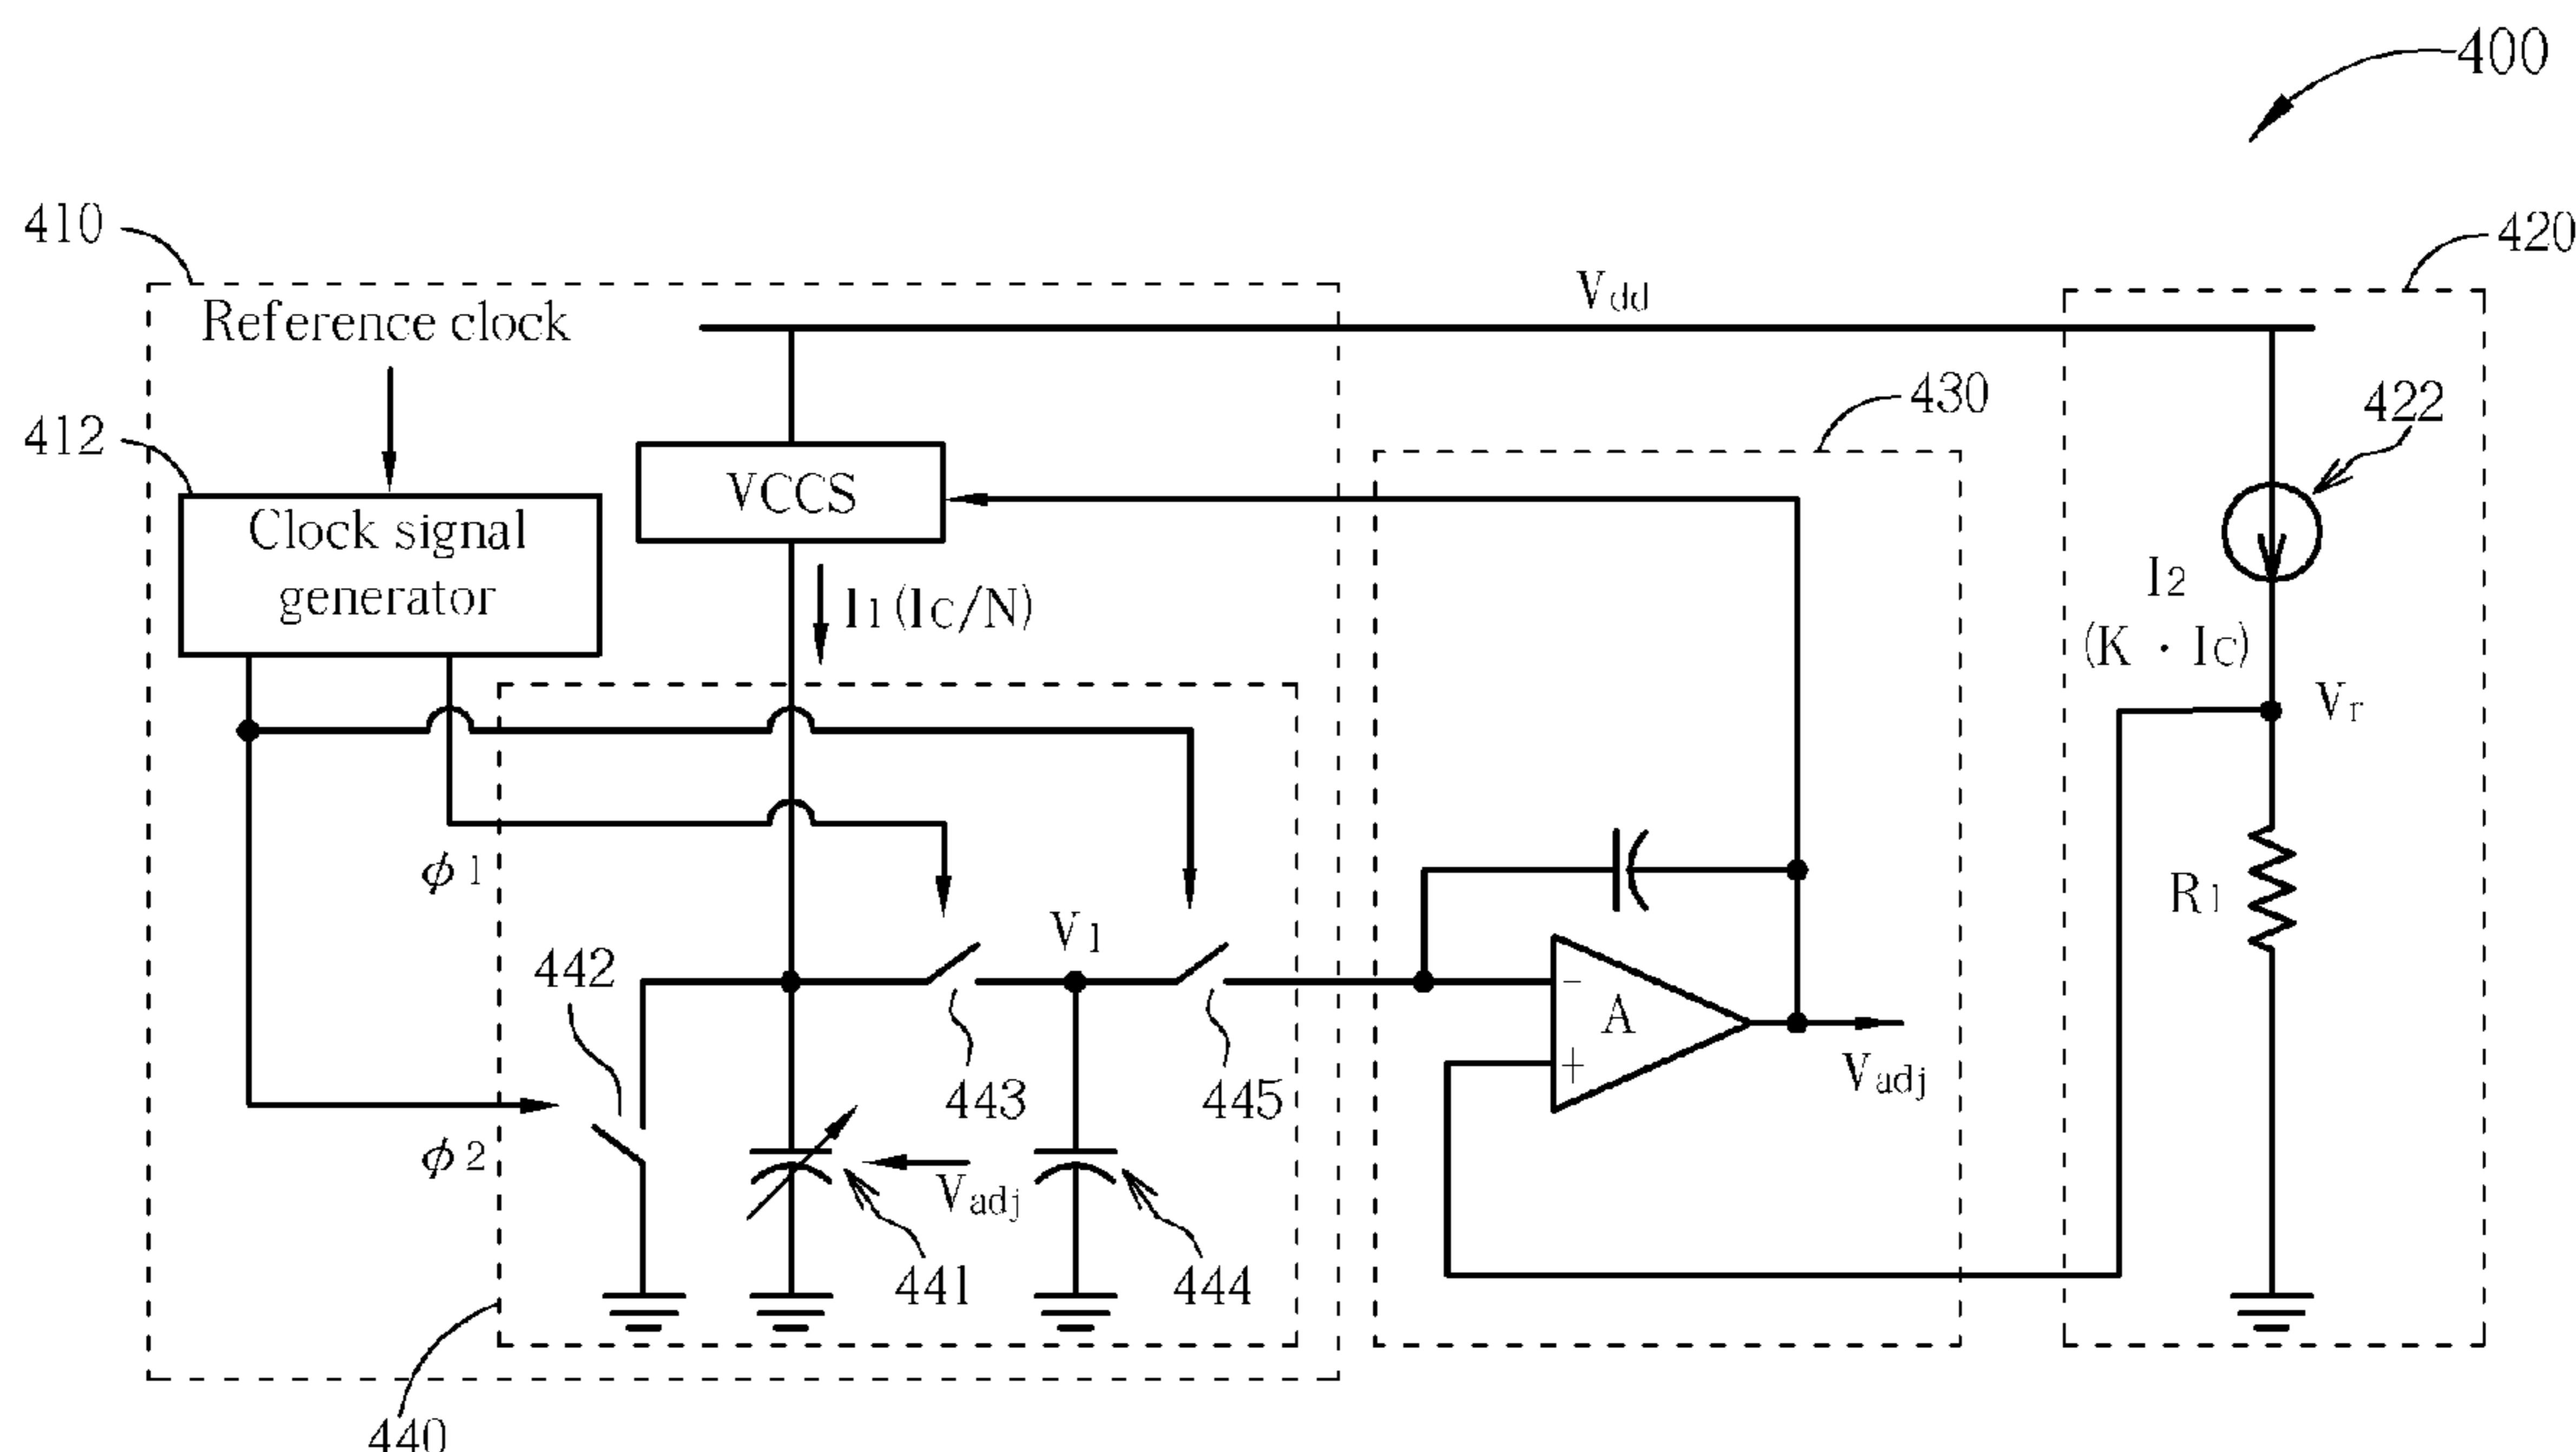 400
410
420
Reference clock
Vdd
430
422
412
VCCS
Clock signal
generator
I1 (IC/N)
I2
(K · IC)
Vr
ϕ1
V1
R1
442
A
-
+
443
445
Vadj
ϕ2
Vadj
441
444
440